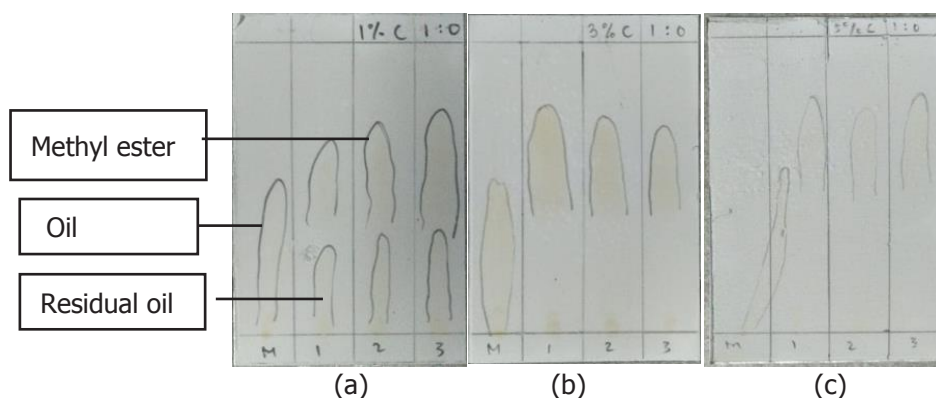 1% C 1:0
3% C 1:0
5% C 1:0
Methyl ester
Oil
Residual oil
M 1 2 3
M 1 2 3
M 1 2 3
(a) (b) (c)